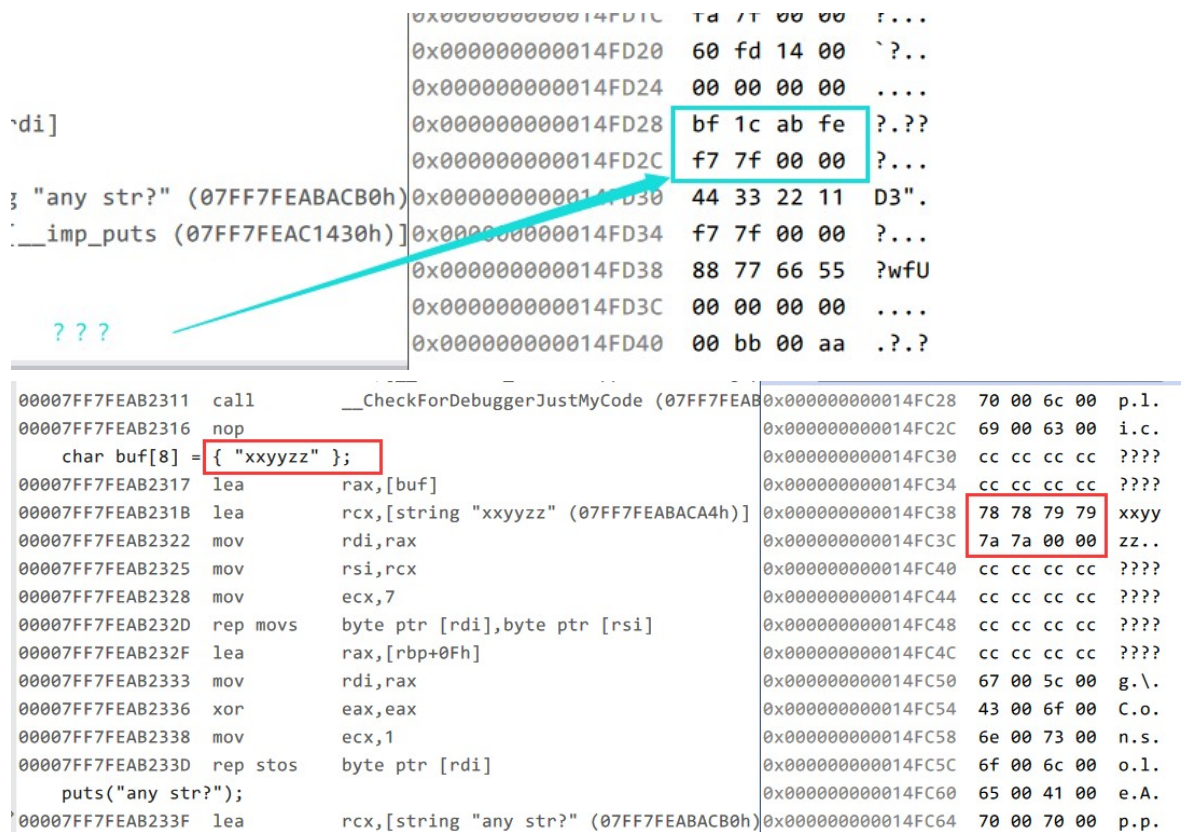 0x000000000014FD1C fa 7f 00 00 ?...
0x000000000014FD20 60 fd 14 00 `?..
0x000000000014FD24 00 00 00 00 ....
rdi] 0x000000000014FD28 bf 1c ab fe ?.??
0x000000000014FD2C f7 7f 00 00 ?...
g "any str?" (07FF7FEABACB0h) 0x000000000014FD30 44 33 22 11 D3".
[__imp_puts (07FF7FEAC1430h)] 0x000000000014FD34 f7 7f 00 00 ?...
0x000000000014FD38 88 77 66 55 ?wfU
0x000000000014FD3C 00 00 00 00 ....
???
0x000000000014FD40 00 bb 00 aa .?.?
00007FF7FEAB2311 call __CheckForDebuggerJustMyCode (07FF7FEAB 0x000000000014FC28 70 00 6c 00 p.l.
00007FF7FEAB2316 nop 0x000000000014FC2C 69 00 63 00 i.c.
char buf[8] = { "xxyyzz" }; 0x000000000014FC30 cc cc cc cc ????
00007FF7FEAB2317 lea rax,[buf] 0x000000000014FC34 cc cc cc cc ????
00007FF7FEAB231B lea rcx,[string "xxyyzz" (07FF7FEABACA4h)] 0x000000000014FC38 78 78 79 79 xxyy
00007FF7FEAB2322 mov rdi,rax 0x000000000014FC3C 7a 7a 00 00 zz..
00007FF7FEAB2325 mov rsi,rcx 0x000000000014FC40 cc cc cc cc ????
00007FF7FEAB2328 mov ecx,7 0x000000000014FC44 cc cc cc cc ????
00007FF7FEAB232D rep movs byte ptr [rdi],byte ptr [rsi] 0x000000000014FC48 cc cc cc cc ????
00007FF7FEAB232F lea rax,[rbp+0Fh] 0x000000000014FC4C cc cc cc cc ????
00007FF7FEAB2333 mov rdi,rax 0x000000000014FC50 67 00 5c 00 g.\.
00007FF7FEAB2336 xor eax,eax 0x000000000014FC54 43 00 6f 00 C.o.
00007FF7FEAB2338 mov ecx,1 0x000000000014FC58 6e 00 73 00 n.s.
00007FF7FEAB233D rep stos byte ptr [rdi] 0x000000000014FC5C 6f 00 6c 00 o.l.
puts("any str?"); 0x000000000014FC60 65 00 41 00 e.A.
00007FF7FEAB233F lea rcx,[string "any str?" (07FF7FEABACB0h) 0x000000000014FC64 70 00 70 00 p.p.